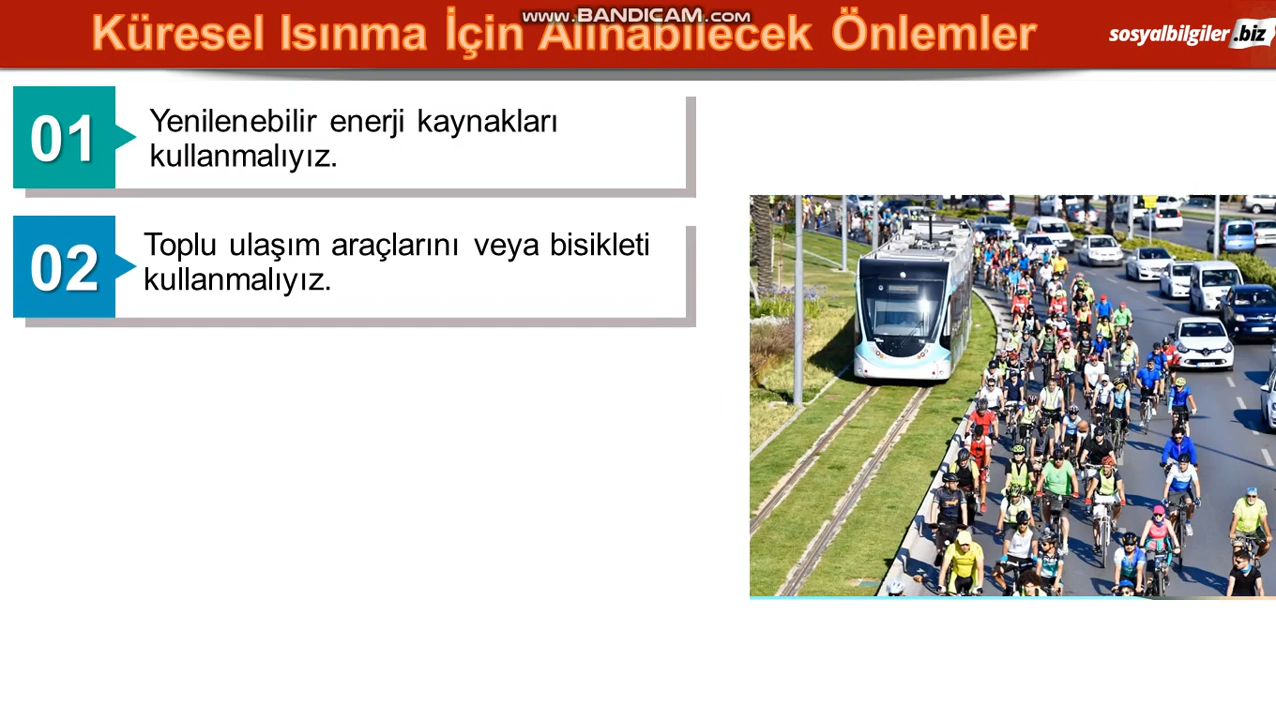 www.BANDICAM.com
Küresel Isınma İçin Alınabilecek Önlemler
sosyalbilgiler.biz
01
Yenilenebilir enerji kaynakları
kullanmalıyız.
02
Toplu ulaşım araçlarını veya bisikleti
kullanmalıyız.